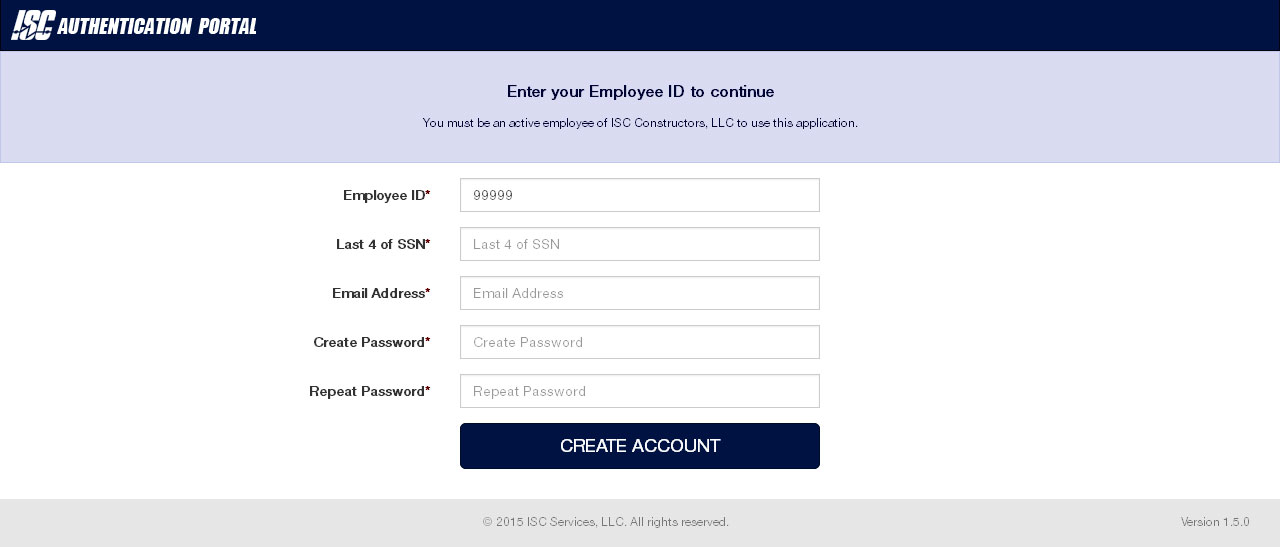 ISC AUTHENTICATION PORTAL
Enter your Employee ID to continue
You must be an active employee of ISC Constructors, LLC to use this application.
Employee ID* 99999
Last 4 of SSN* Last 4 of SSN
Email Address* Email Address
Create Password* Create Password
Repeat Password* Repeat Password
CREATE ACCOUNT
© 2015 ISC Services, LLC. All rights reserved. Version 1.5.0